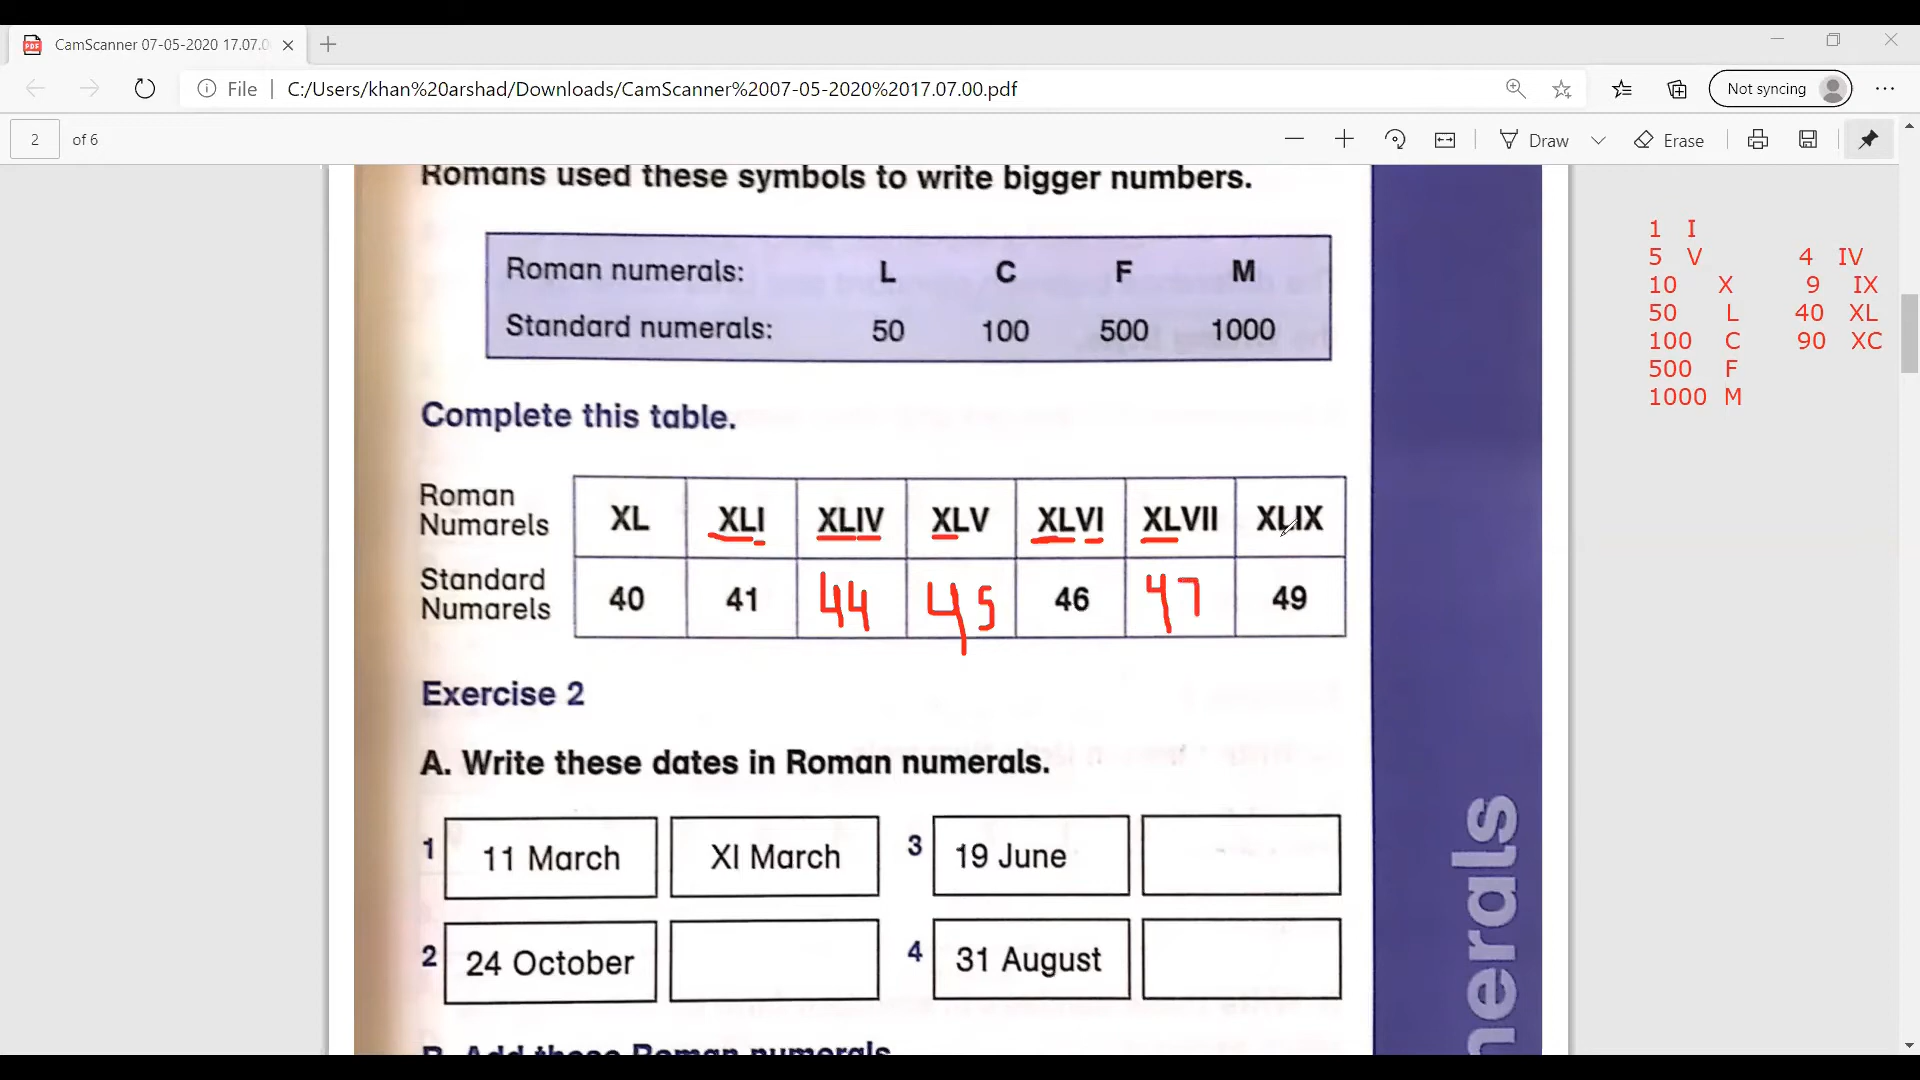 CamScanner 07-05-2020 17.07.0
File C:/Users/khan%20arshad/Downloads/CamScanner%2007-05-2020%2017.07.00.pdf Not syncing
2 of 6 Draw Erase
Romans used these symbols to write bigger numbers.
Roman numerals: L C F M
Standard numerals: 50 100 500 1000
Complete this table.
Roman
Numarels
XL XLI XLIV XLV XLVI XLVII XLIX
Standard
Numarels
40 41 44 45 46 47 49
Exercise 2
A. Write these dates in Roman numerals.
1 11 March XI March 3 19 June
2 24 October 4 31 August
B. Add these Roman numerals
nerals
1 I
5 V 4 IV
10 X 9 IX
50 L 40 XL
100 C 90 XC
500 F
1000 M